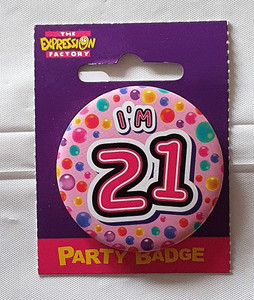 THE
EXPRESSION
FACTORY
I'M
21
PARTY BADGE